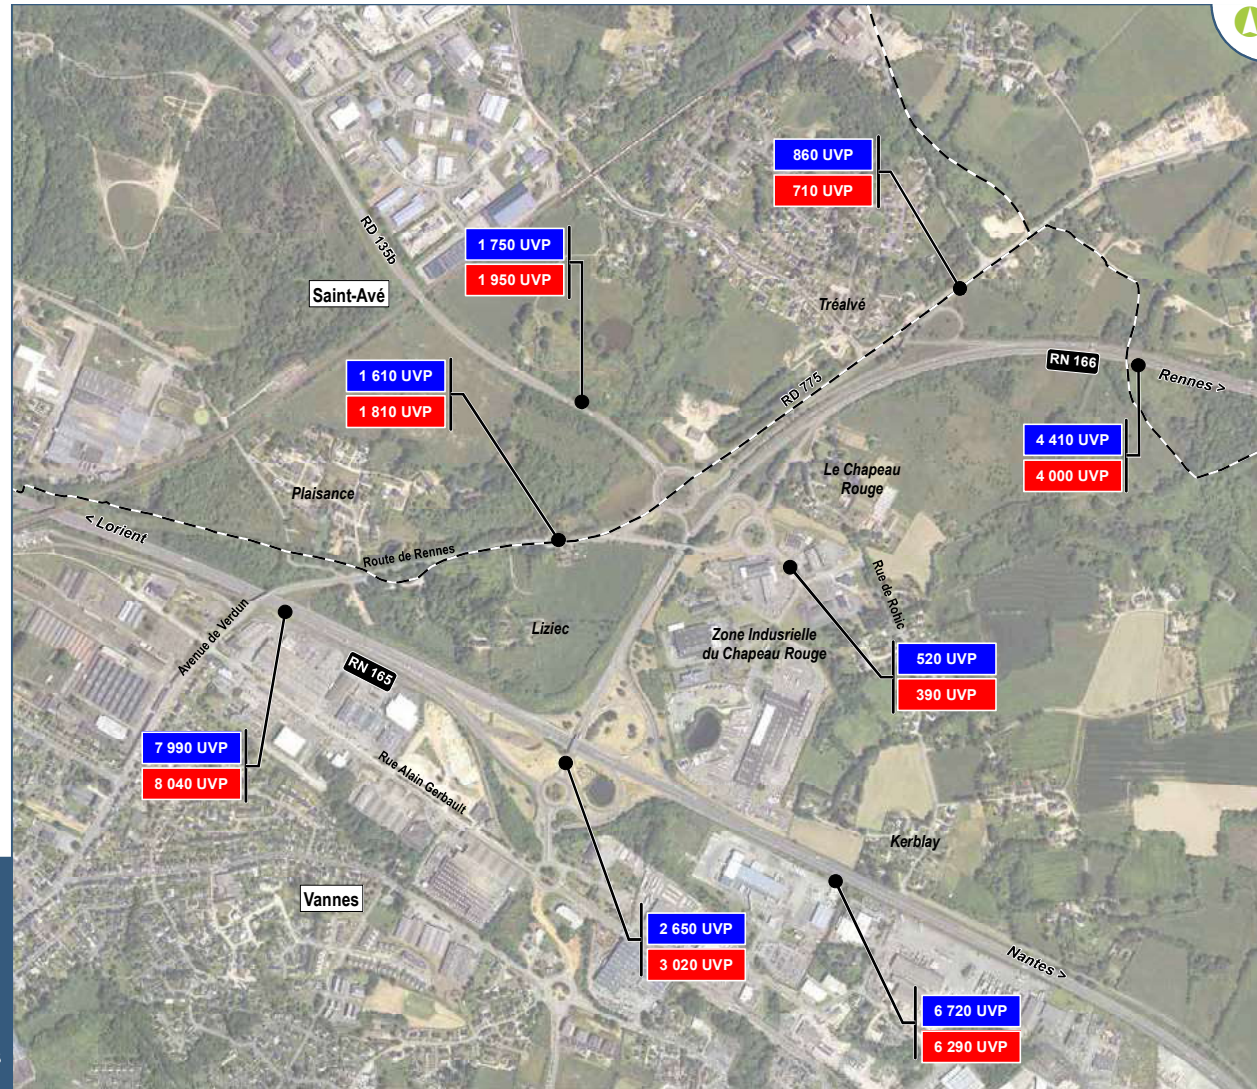 860 UVP
710 UVP
RD 135b
1 750 UVP
1 950 UVP
Saint-Avé
Tréalvé
RN 166
Rennes >
1 610 UVP
1 810 UVP
RD 775
4 410 UVP
4 000 UVP
Le Chapeau
Rouge
Plaisance
< Lorient
Route de Rennes
Rue de Rohic
Avenue de Verdun
Liziec
Zone Indusrielle
du Chapeau Rouge
RN 165
520 UVP
390 UVP
7 990 UVP
8 040 UVP
Rue Alain Gerbault
Kerblay
Vannes
2 650 UVP
3 020 UVP
Nantes >
6 720 UVP
6 290 UVP